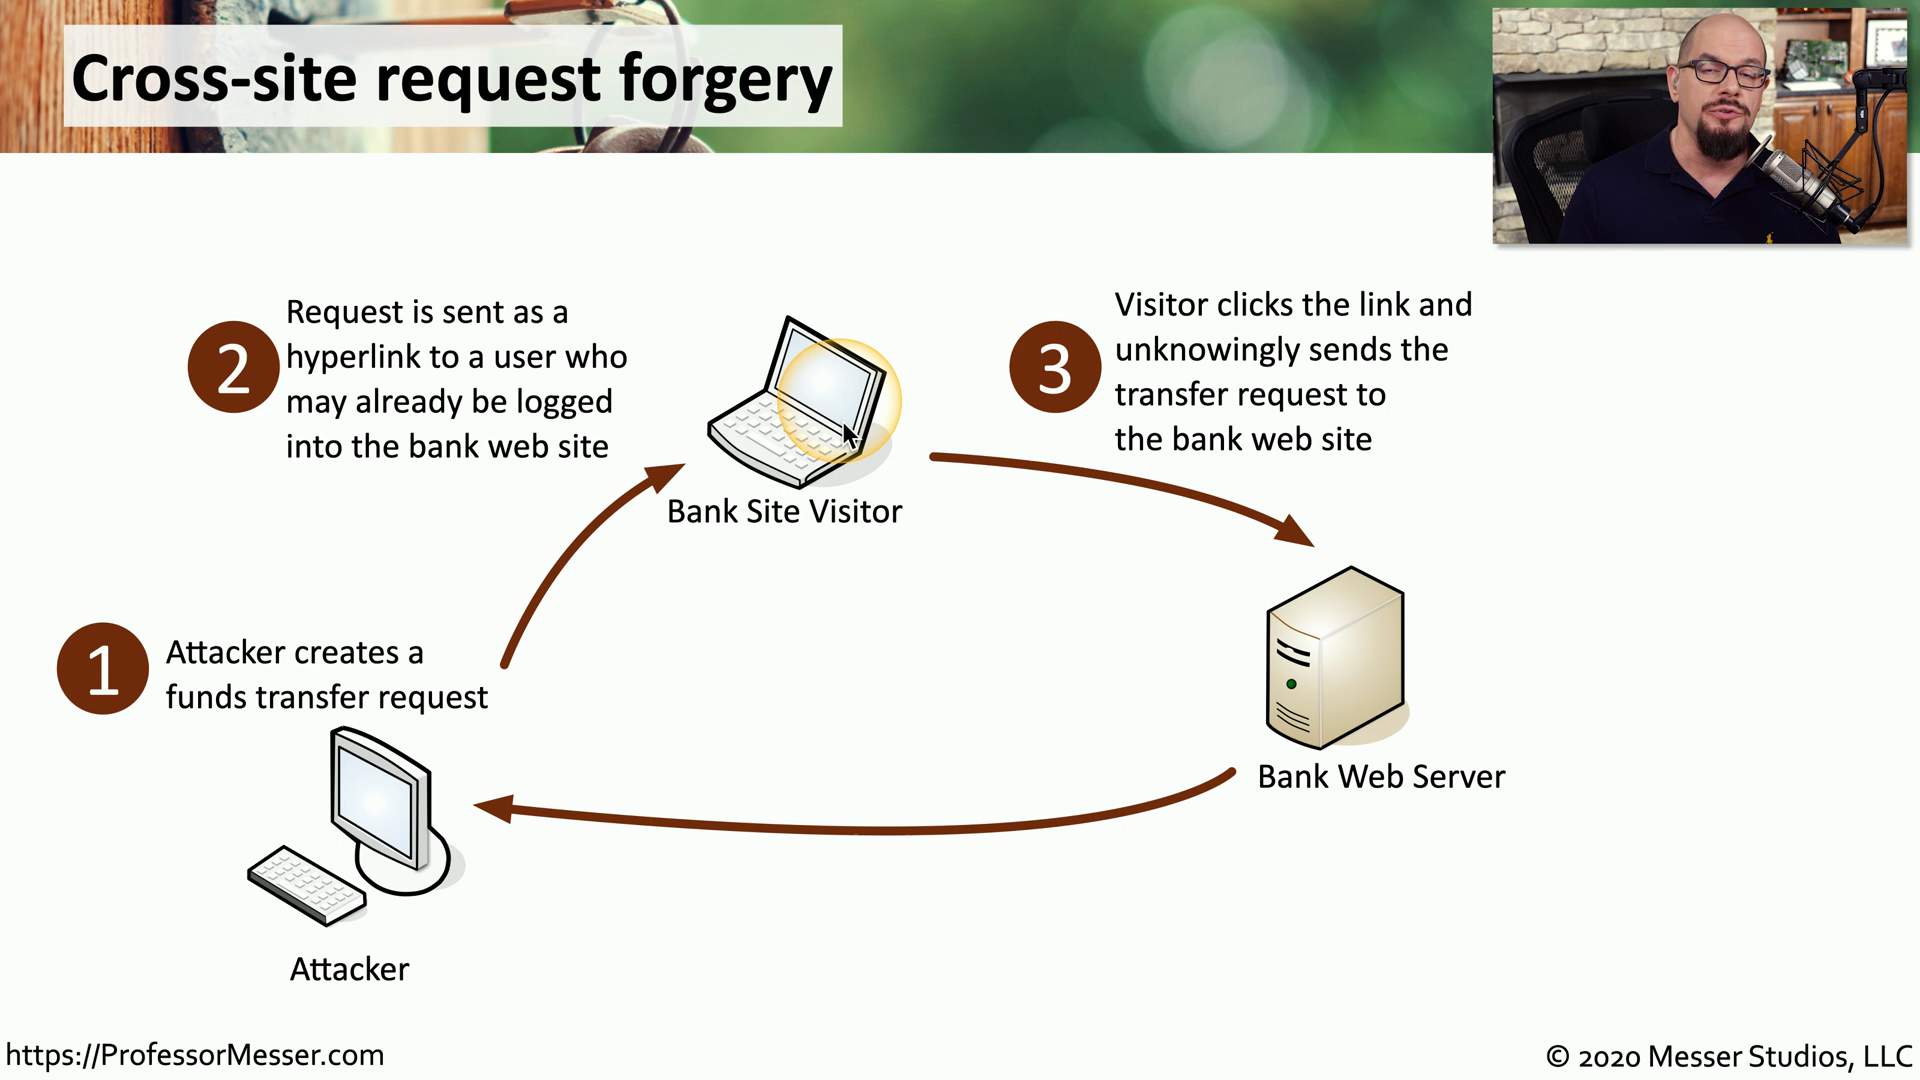 Cross-site request forgery
2
Request is sent as a
hyperlink to a user who
may already be logged
into the bank web site
3
Visitor clicks the link and
unknowingly sends the
transfer request to
the bank web site
Bank Site Visitor
1
Attacker creates a
funds transfer request
Bank Web Server
Attacker
https://ProfessorMesser.com
© 2020 Messer Studios, LLC